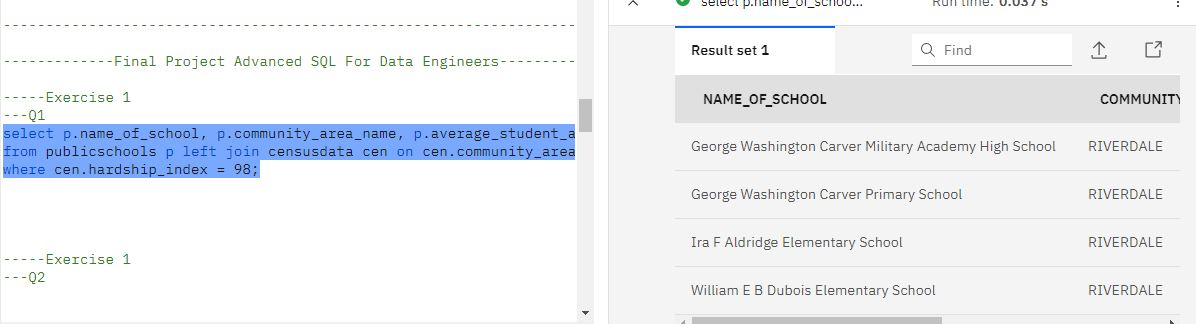 -----------------------------------------------------------------------
-------------Final Project Advanced SQL For Data Engineers---------
-----Exercise 1
---Q1
select p.name_of_school, p.community_area_name, p.average_student_a
from publicschools p left join censusdata cen on cen.community_area
where cen.hardship_index = 98;
-----Exercise 1
---Q2
select p.name_of_schoo...
Run time: 0.037 s
Result set 1
Find
NAME_OF_SCHOOL COMMUNITY
George Washington Carver Military Academy High School RIVERDALE
George Washington Carver Primary School RIVERDALE
Ira F Aldridge Elementary School RIVERDALE
William E B Dubois Elementary School RIVERDALE